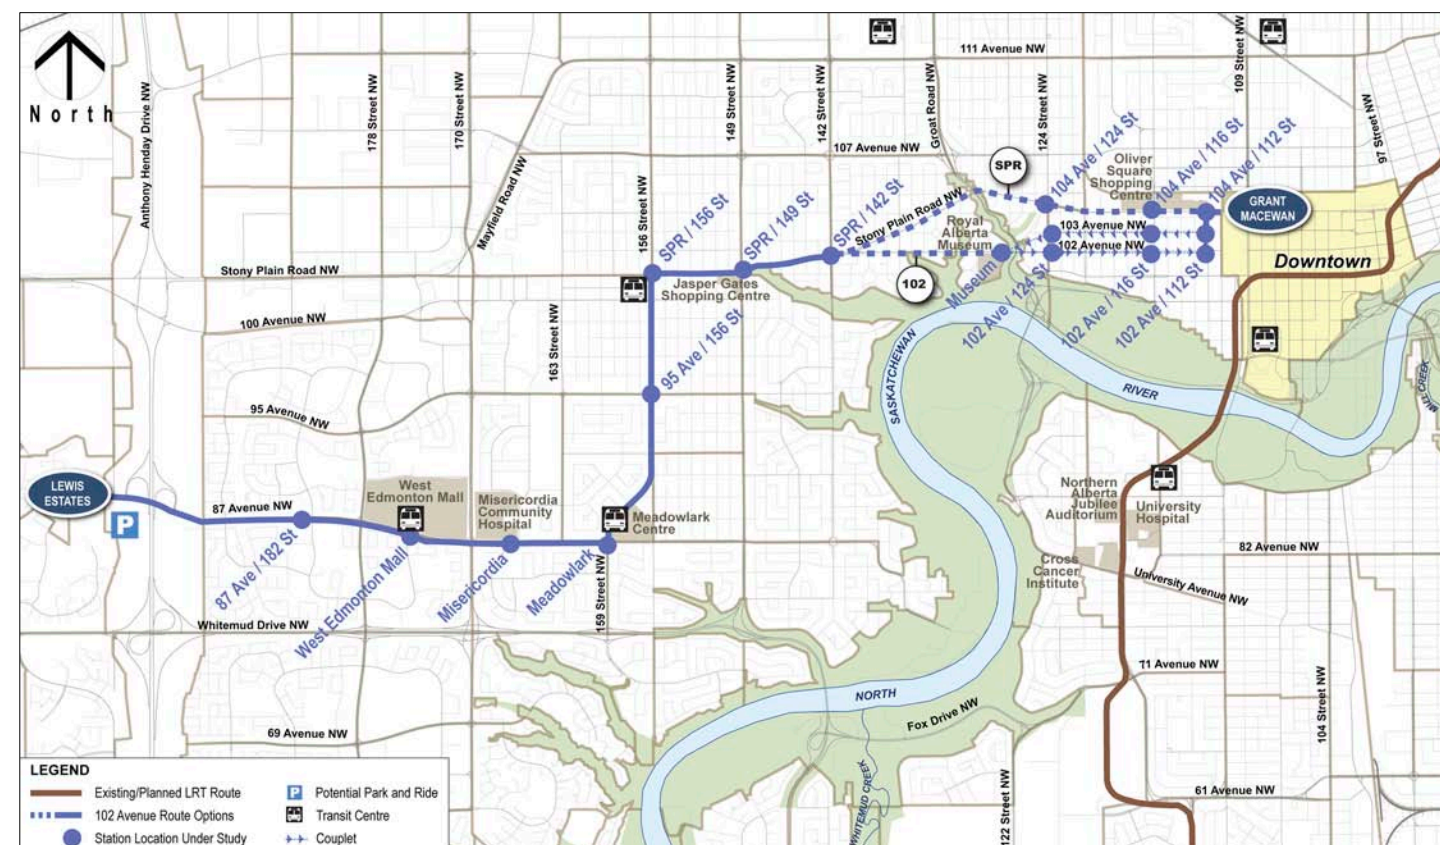 North
Anthony Henday Drive NW
178 Street NW
170 Street NW
Mayfield Road NW
156 Street NW
149 Street NW
142 Street NW
Groat Road NW
124 Street NW
109 Street NW
97 Street NW
111 Avenue NW
107 Avenue NW
SPR
104 Ave / 124 St
Oliver
Square
Shopping
Centre
104 Ave / 116 St
104 Ave / 112 St
GRANT
MACEWAN
SPR / 156 St
SPR / 149 St
SPR / 142 St
Stony Plain Road NW
Royal
Alberta
Museum
103 Avenue NW
102 Avenue NW
Downtown
Stony Plain Road NW
Jasper Gates
Shopping Centre
102
Museum
102 Ave / 124 St
102 Ave / 116 St
102 Ave / 112 St
100 Avenue NW
163 Street NW
95 Ave / 156 St
SASKATCHEWAN
RIVER
MILL CREEK
95 Avenue NW
LEWIS
ESTATES
P
87 Avenue NW
West
Edmonton Mall
Misericordia
Community
Hospital
Meadowlark
Centre
Northern
Alberta
Jubilee
Auditorium
University
Hospital
87 Ave / 182 St
West Edmonton Mall
Misericordia
Meadowlark
159 Street NW
Cross
Cancer
Institute
82 Avenue NW
University Avenue NW
Whitemud Drive NW
71 Avenue NW
NORTH
Fox Drive NW
104 Street NW
69 Avenue NW
WHITEMUD CREEK
122 Street NW
61 Avenue NW
LEGEND
Existing/Planned LRT Route
P Potential Park and Ride
102 Avenue Route Options
Transit Centre
Station Location Under Study
Couplet